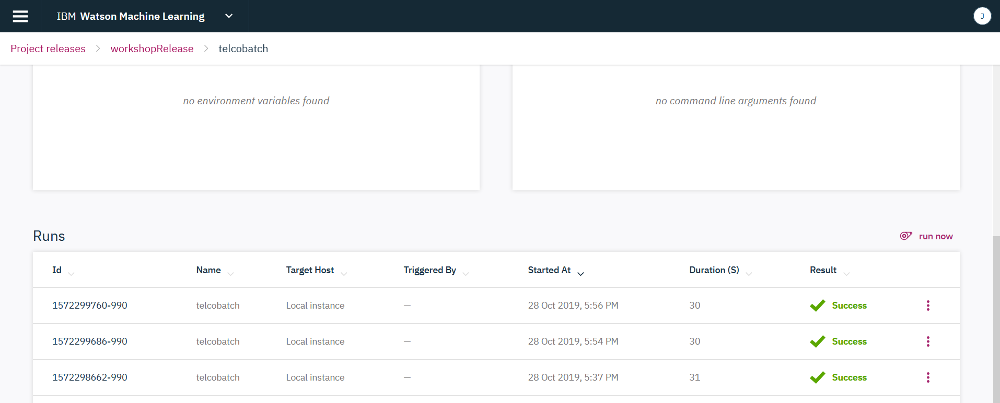 IBM Watson Machine Learning
J
Project releases > workshopRelease > telcobatch
no environment variables found
no command line arguments found
Runs
run now
Id Name Target Host Triggered By Started At Duration (S) Result
1572299760-990 telcobatch Local instance — 28 Oct 2019, 5:56 PM 30 Success
1572299686-990 telcobatch Local instance — 28 Oct 2019, 5:54 PM 30 Success
1572298662-990 telcobatch Local instance — 28 Oct 2019, 5:37 PM 31 Success